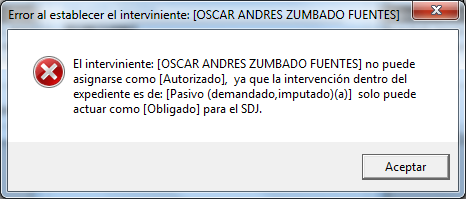 Error al establecer el interviniente: [OSCAR ANDRES ZUMBADO FUENTES]
El interviniente: [OSCAR ANDRES ZUMBADO FUENTES] no puede
asignarse como [Autorizado],  ya que la intervención dentro del
expediente es de: [Pasivo (demandado,imputado)(a)]  solo puede
actuar como [Obligado] para el SDJ.
Aceptar